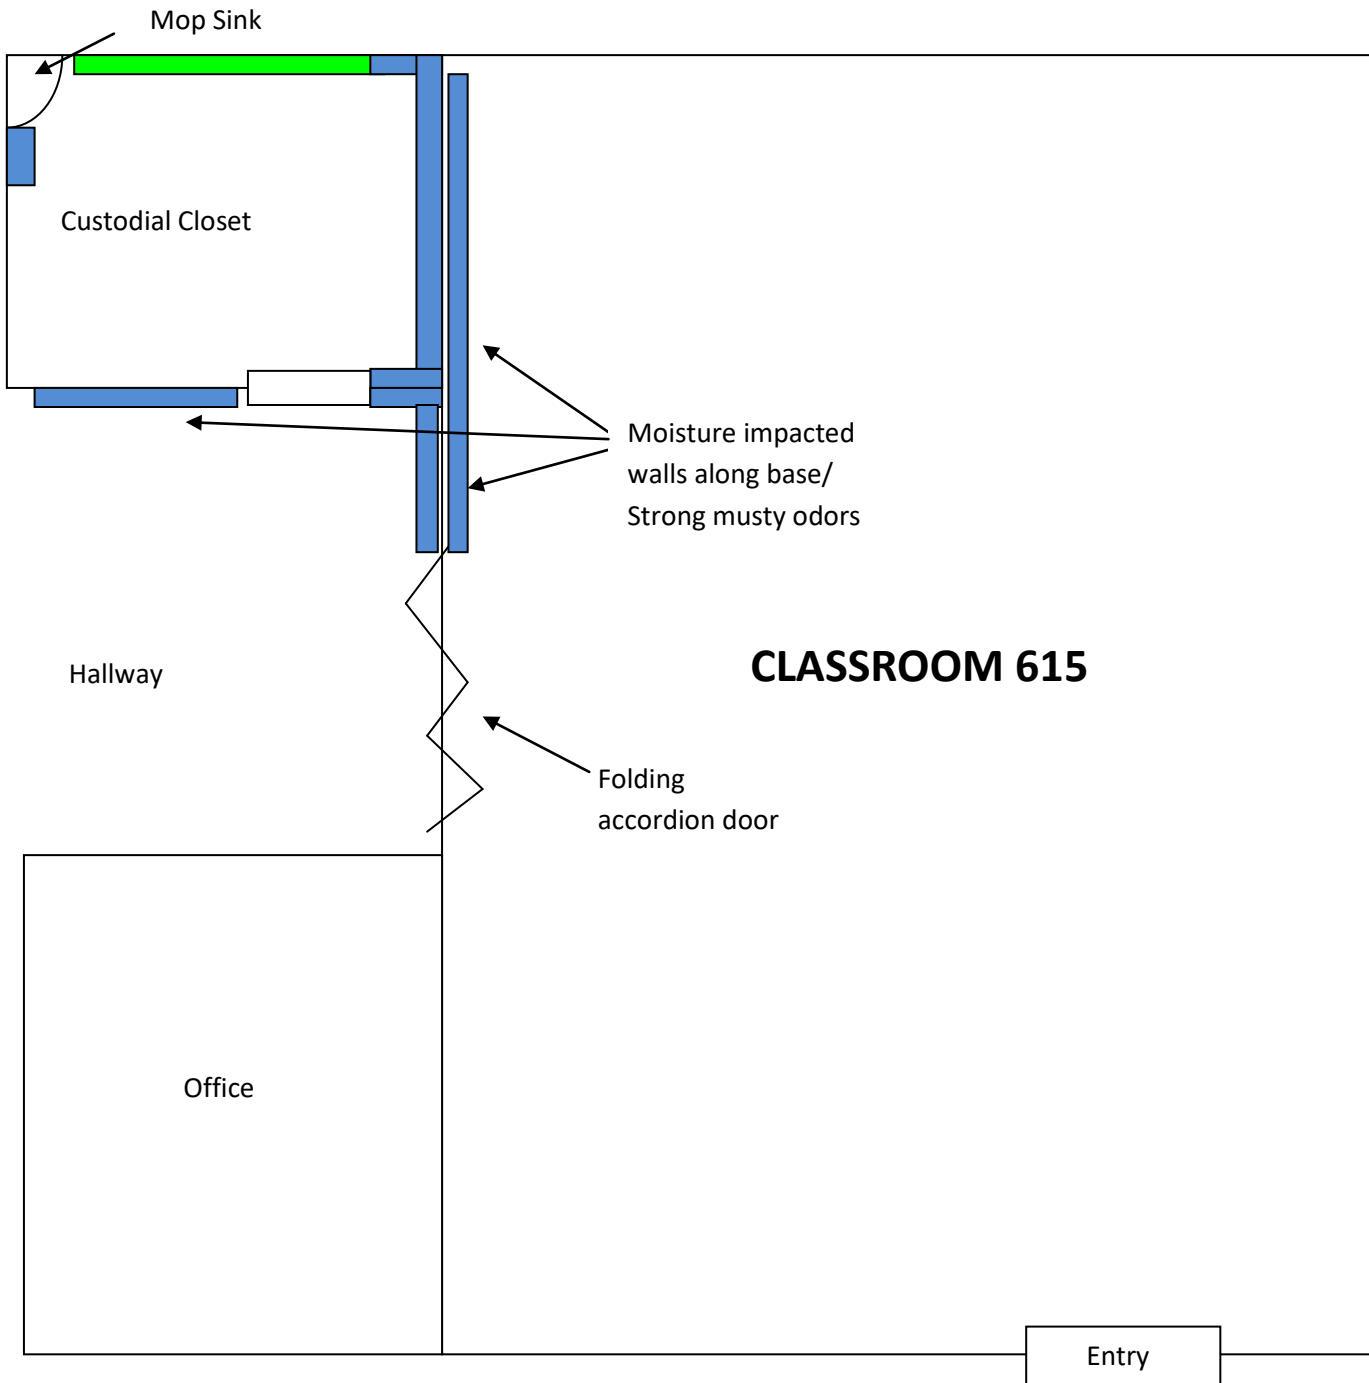 Mop Sink
Custodial Closet
Moisture impacted
walls along base/
Strong musty odors
Hallway
CLASSROOM 615
Folding
accordion door
Office
Entry